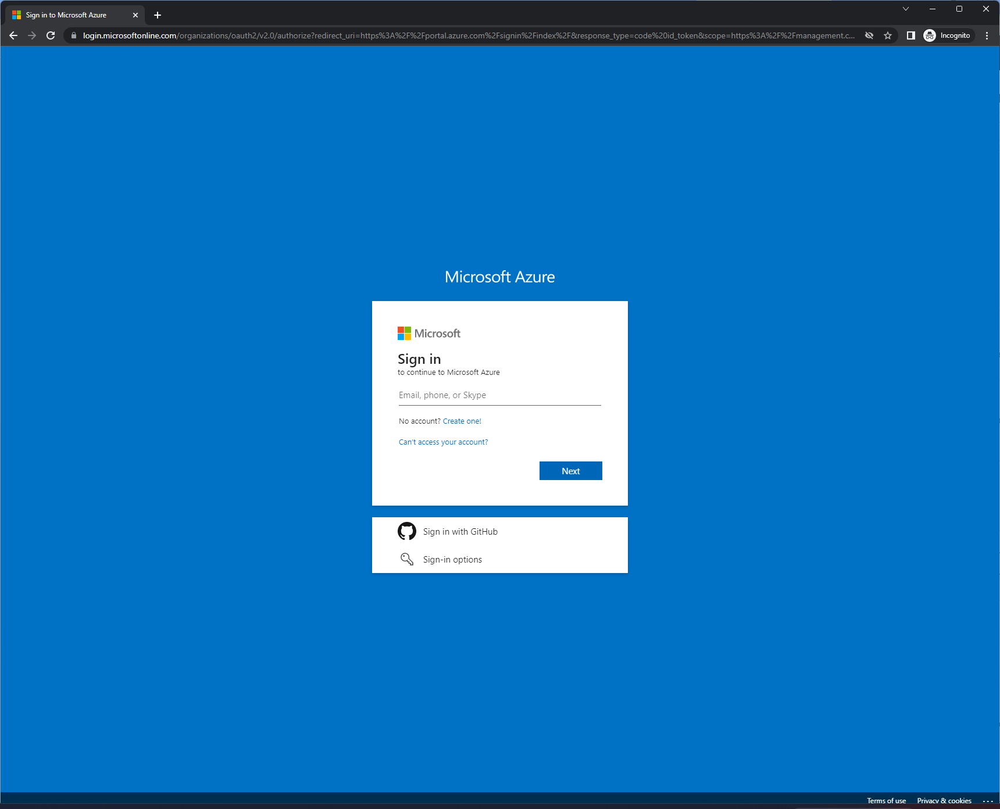 Sign in to Microsoft Azure
login.microsoftonline.com/organizations/oauth2/v2.0/authorize?redirect_uri=https%3A%2F%2Fportal.azure.com%2Fsignin%2Findex%2F&response_type=code%20id_token&scope=https%3A%2F%2Fmanagement.c...
Incognito
Microsoft Azure
Microsoft
Sign in
to continue to Microsoft Azure
Email, phone, or Skype
No account? Create one!
Can't access your account?
Next
Sign in with GitHub
Sign-in options
Terms of use Privacy & cookies ...